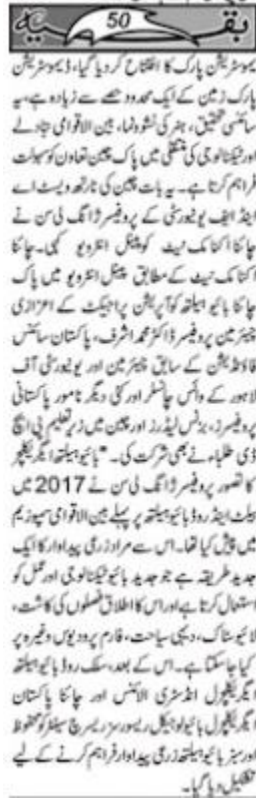 بقیہ 50
ڈیموسٹریشن پارک کا افتتاح کر دیا گیا، ڈیموسٹریشن
پارک زمین کے ایک محدود حصے سے زیادہ ہے، یہ
سائنسی تحقیق، ہنر کی نشوونما، بین الاقوامی تبادلے
اور ٹیکنالوجی کی منتقلی میں پاک چین تعاون کو سہولت
فراہم کرتا ہے۔ یہ بات چین کی نارتھ ویسٹ اے
اینڈ ایف یونیورسٹی کے پروفیسر ژانگ لی سن نے
چائنا اکنامک نیٹ کو پینل انٹرویو کہی۔ چائنا
اکنامک نیٹ کے مطابق پینل انٹرویو میں پاک
چائنا بائیو ہیلتھ کوآپریشن پراجیکٹ کے اعزازی
چیئرمین پروفیسر ڈاکٹر محمد اشرف، پاکستان سائنس
فاؤنڈیشن کے سابق چیئرمین اور یونیورسٹی آف
لاہور کے وائس چانسلر اور کئی دیگر نامور پاکستانی
پروفیسرز، بزنس لیڈرز اور چین میں زیر تعلیم پی ایچ
ڈی طلباء نے بھی شرکت کی۔ "بائیو ہیلتھ ایگریکلچر
کا تصور پروفیسر ژانگ لی سن نے 2017 میں
بیلٹ اینڈ روڈ بائیو ہیلتھ پر پہلے بین الاقوامی سمپوزیم
میں پیش کیا تھا۔ اس سے مراد زرعی پیداوار کا ایک
جدید طریقہ ہے جو جدید بائیو ٹیکنالوجی اور عمل کو
استعمال کرتا ہے اور اس کا اطلاق فصلوں کی کاشت،
لائیو سٹاک، دیہی سیاحت، فارم پروڈیوس وغیرہ پر
کیا جا سکتا ہے۔ اس کے بعد، سلک روڈ بائیو ہیلتھ
ایگریکلچرل انڈسٹری الائنس اور چائنا پاکستان
ایگریکلچرل بائیولوجیکل ریسورسز ریسرچ سینٹر کو محفوظ
اور سبز بائیو ہیلتھ زرعی پیداوار فراہم کرنے کے لیے
تشکیل دیا گیا۔